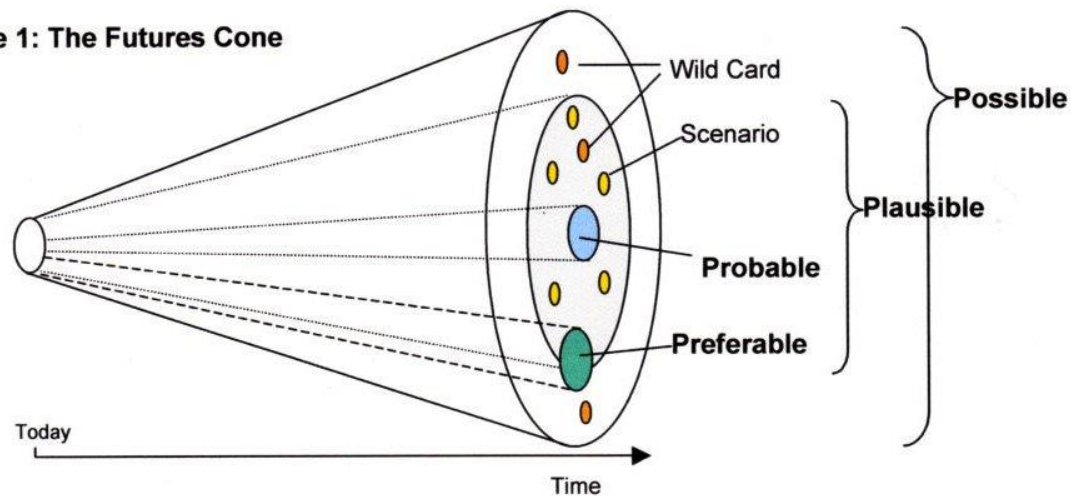 e 1: The Futures Cone
Wild Card
Possible
Scenario
Plausible
Probable
Preferable
Today
Time